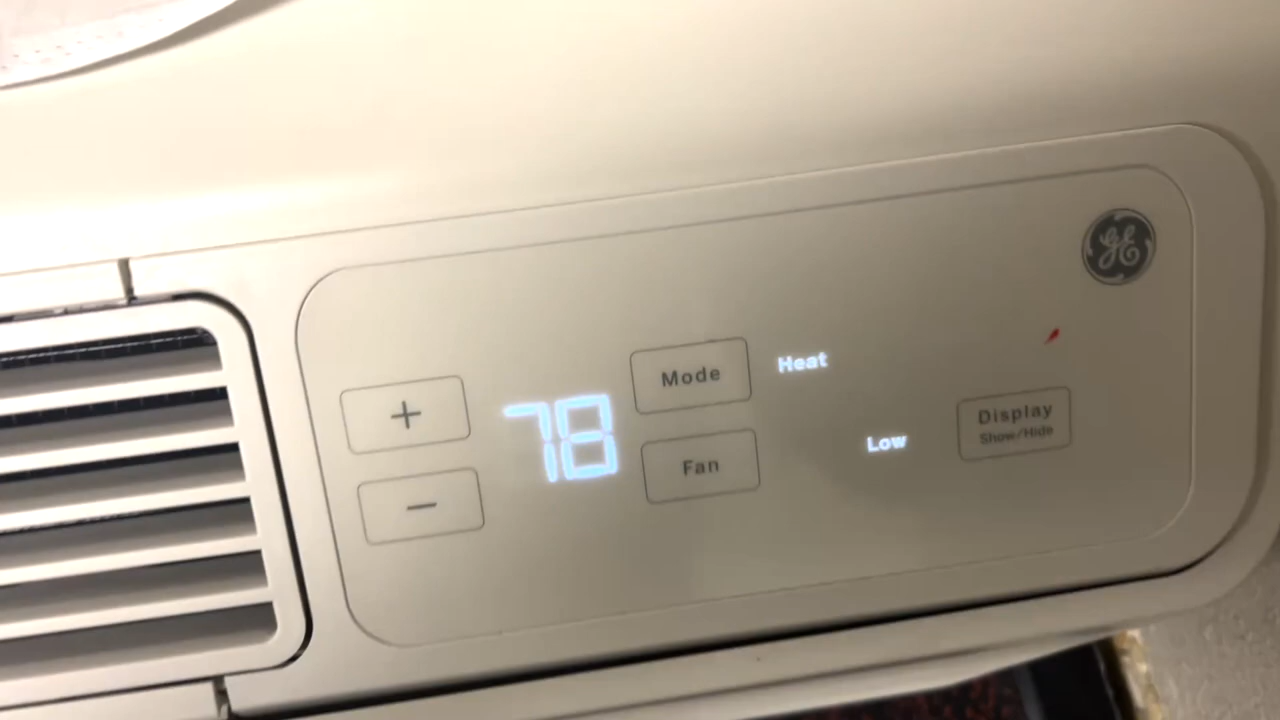 GE
Mode
Heat
+
78
Display
Show/Hide
Fan
Low
−